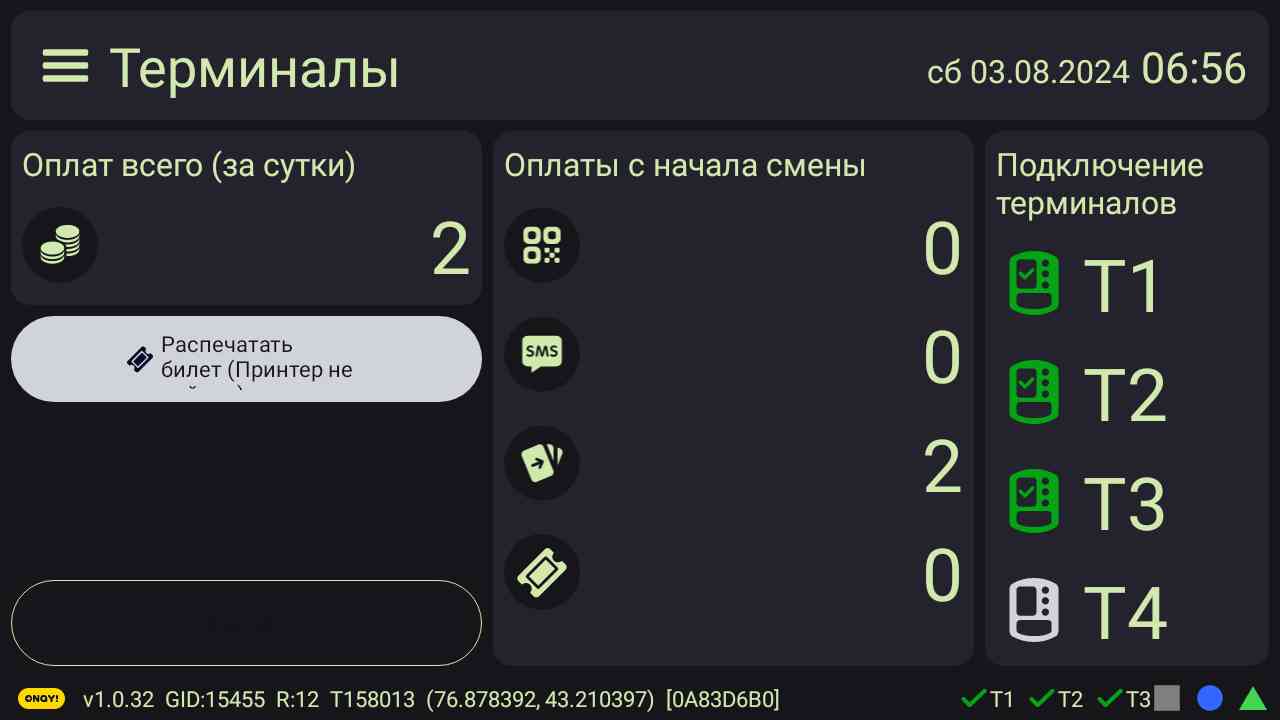 Терминалы
сб 03.08.2024 06:56
Оплат всего (за сутки)
2
Распечатать
билет (Принтер не
Оплаты с начала смены
0
SMS
0
2
0
Подключение
терминалов
T1
T2
T3
T4
ONAY! v1.0.32 GID:15455 R:12 T158013 (76.878392, 43.210397) [0A83D6B0]
T1 T2 T3